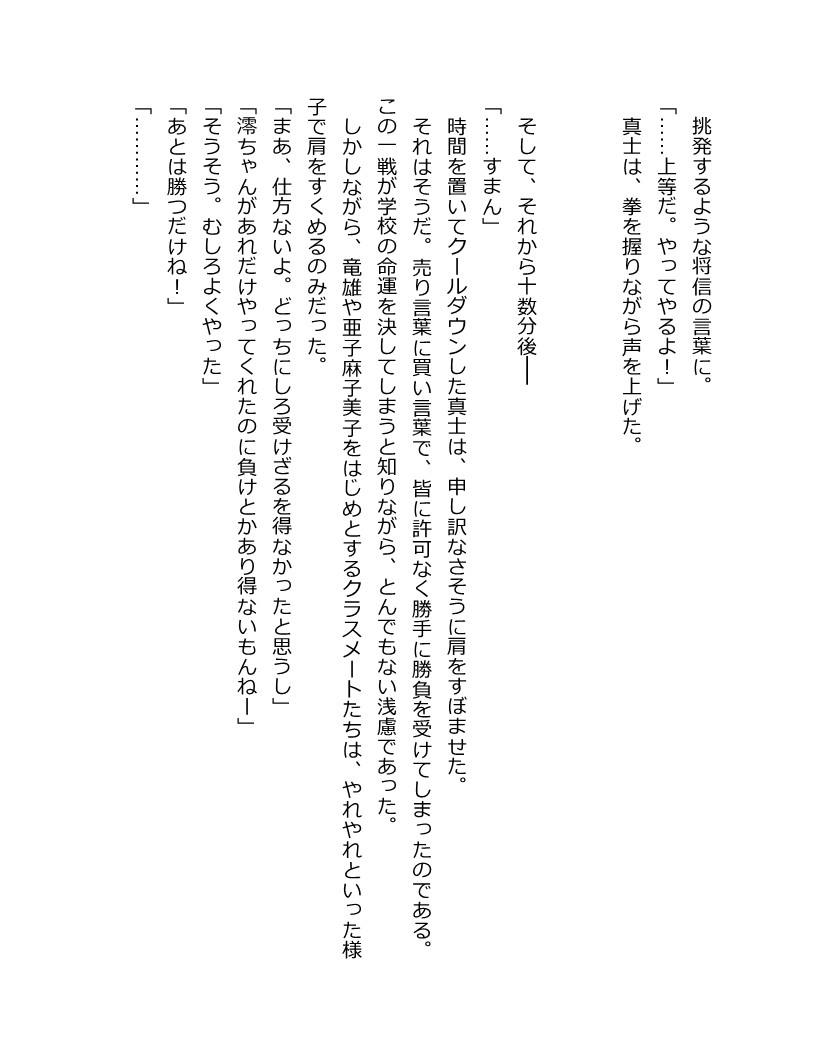 挑発するような将信の言葉に。
「……上等だ。やってやるよ！」
真士は、拳を握りながら声を上げた。
そして、それから十数分後──
「……すまん」
時間を置いてクールダウンした真士は、申し訳なさそうに肩をすぼませた。
それはそうだ。売り言葉に買い言葉で、皆に許可なく勝手に勝負を受けてしまったのである。
この一戦が学校の命運を決してしまうと知りながら、とんでもない浅慮であった。
しかしながら、竜雄や亜子麻子美子をはじめとするクラスメートたちは、やれやれといった様
子で肩をすくめるのみだった。
「まあ、仕方ないよ。どっちにしろ受けざるを得なかったと思うし」
「澪ちゃんがあれだけやってくれたのに負けとかあり得ないもんねー」
「そうそう。むしろよくやった」
「あとは勝つだけね！」
「…………」